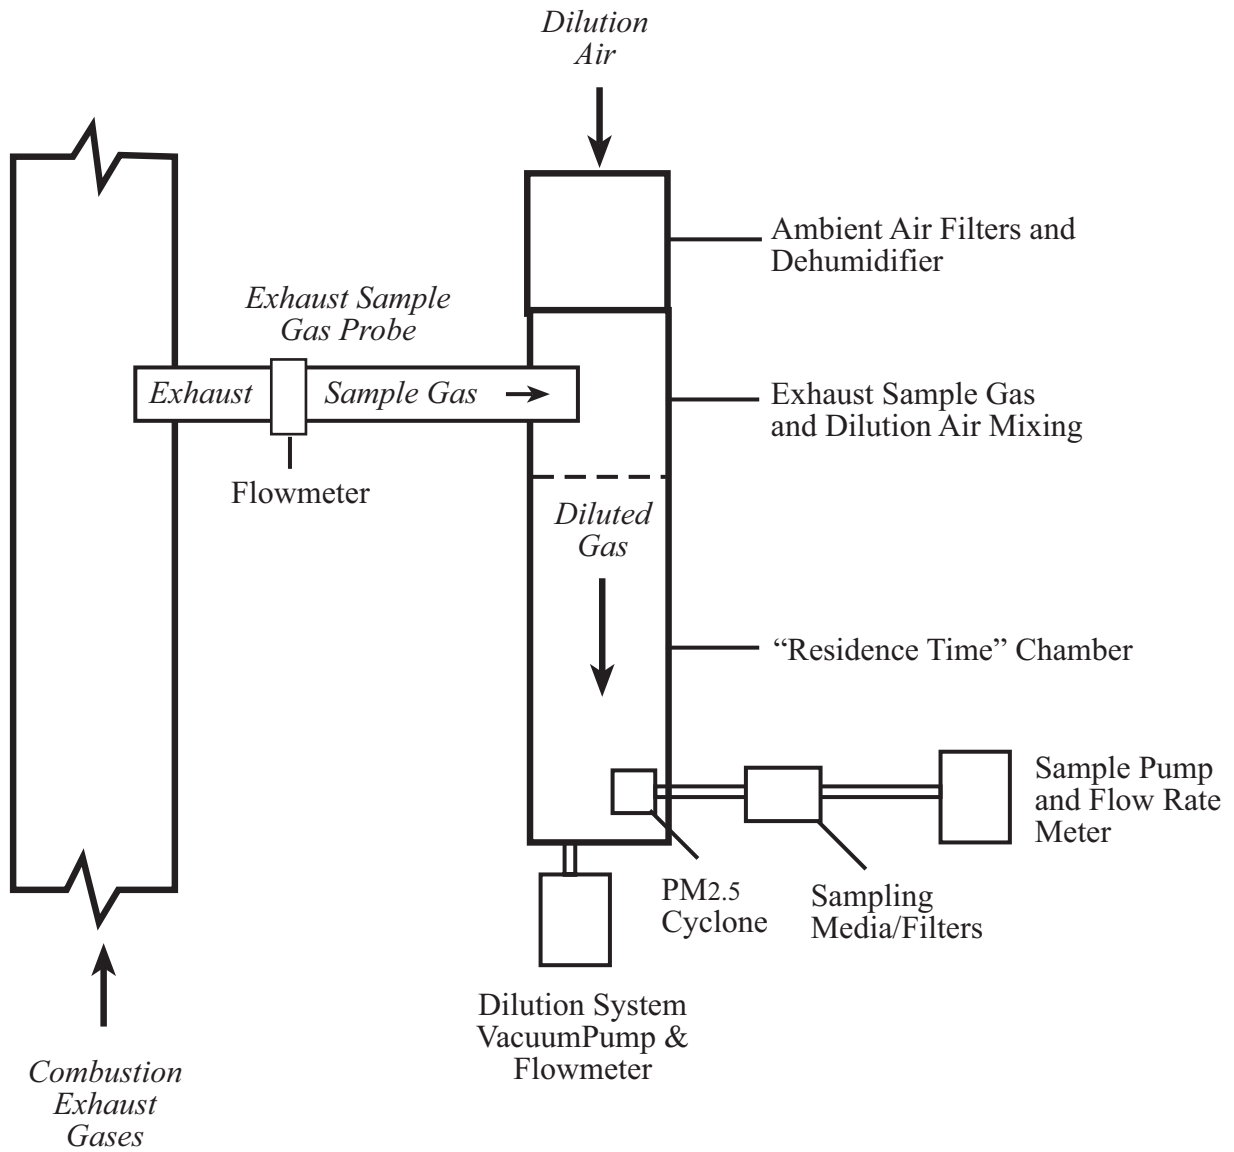 Dilution
Air
Ambient Air Filters and
Dehumidifier
Exhaust Sample
Gas Probe
Exhaust
Sample Gas
Exhaust Sample Gas
and Dilution Air Mixing
Flowmeter
Diluted
Gas
“Residence Time” Chamber
Sample Pump
and Flow Rate
Meter
PM2.5
Cyclone
Sampling
Media/Filters
Dilution System
VacuumPump &
Flowmeter
Combustion
Exhaust
Gases